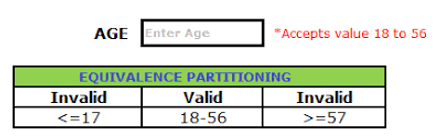 AGE Enter Age *Accepts value 18 to 56
EQUIVALENCE PARTITIONING
Invalid Valid Invalid
<=17 18-56 >=57